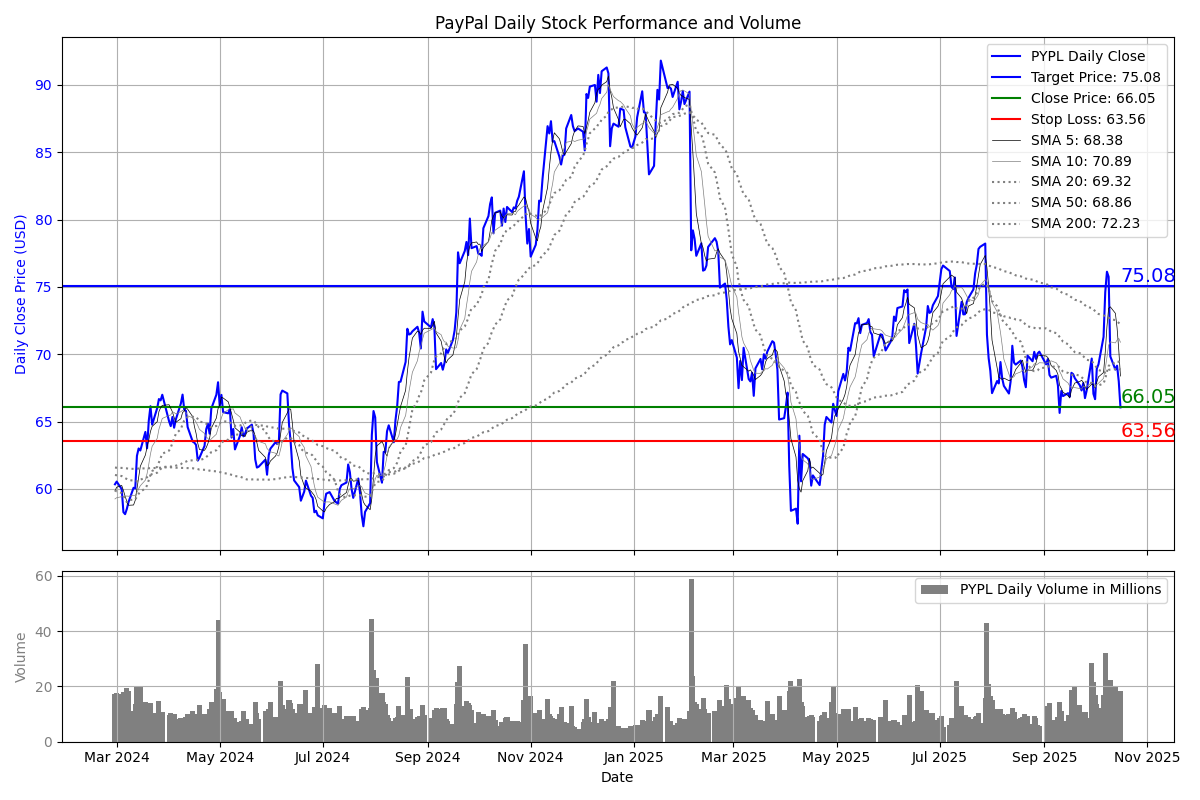 PayPal Daily Stock Performance and Volume
Daily Close Price (USD)
90
85
80
75
70
65
60
PYPL Daily Close
Target Price: 75.08
Close Price: 66.05
Stop Loss: 63.56
SMA 5: 68.38
SMA 10: 70.89
SMA 20: 69.32
SMA 50: 68.86
SMA 200: 72.23
75.08
66.05
63.56
Volume
60
40
20
0
PYPL Daily Volume in Millions
Mar 2024 May 2024 Jul 2024 Sep 2024 Nov 2024 Jan 2025 Mar 2025 May 2025 Jul 2025 Sep 2025 Nov 2025
Date